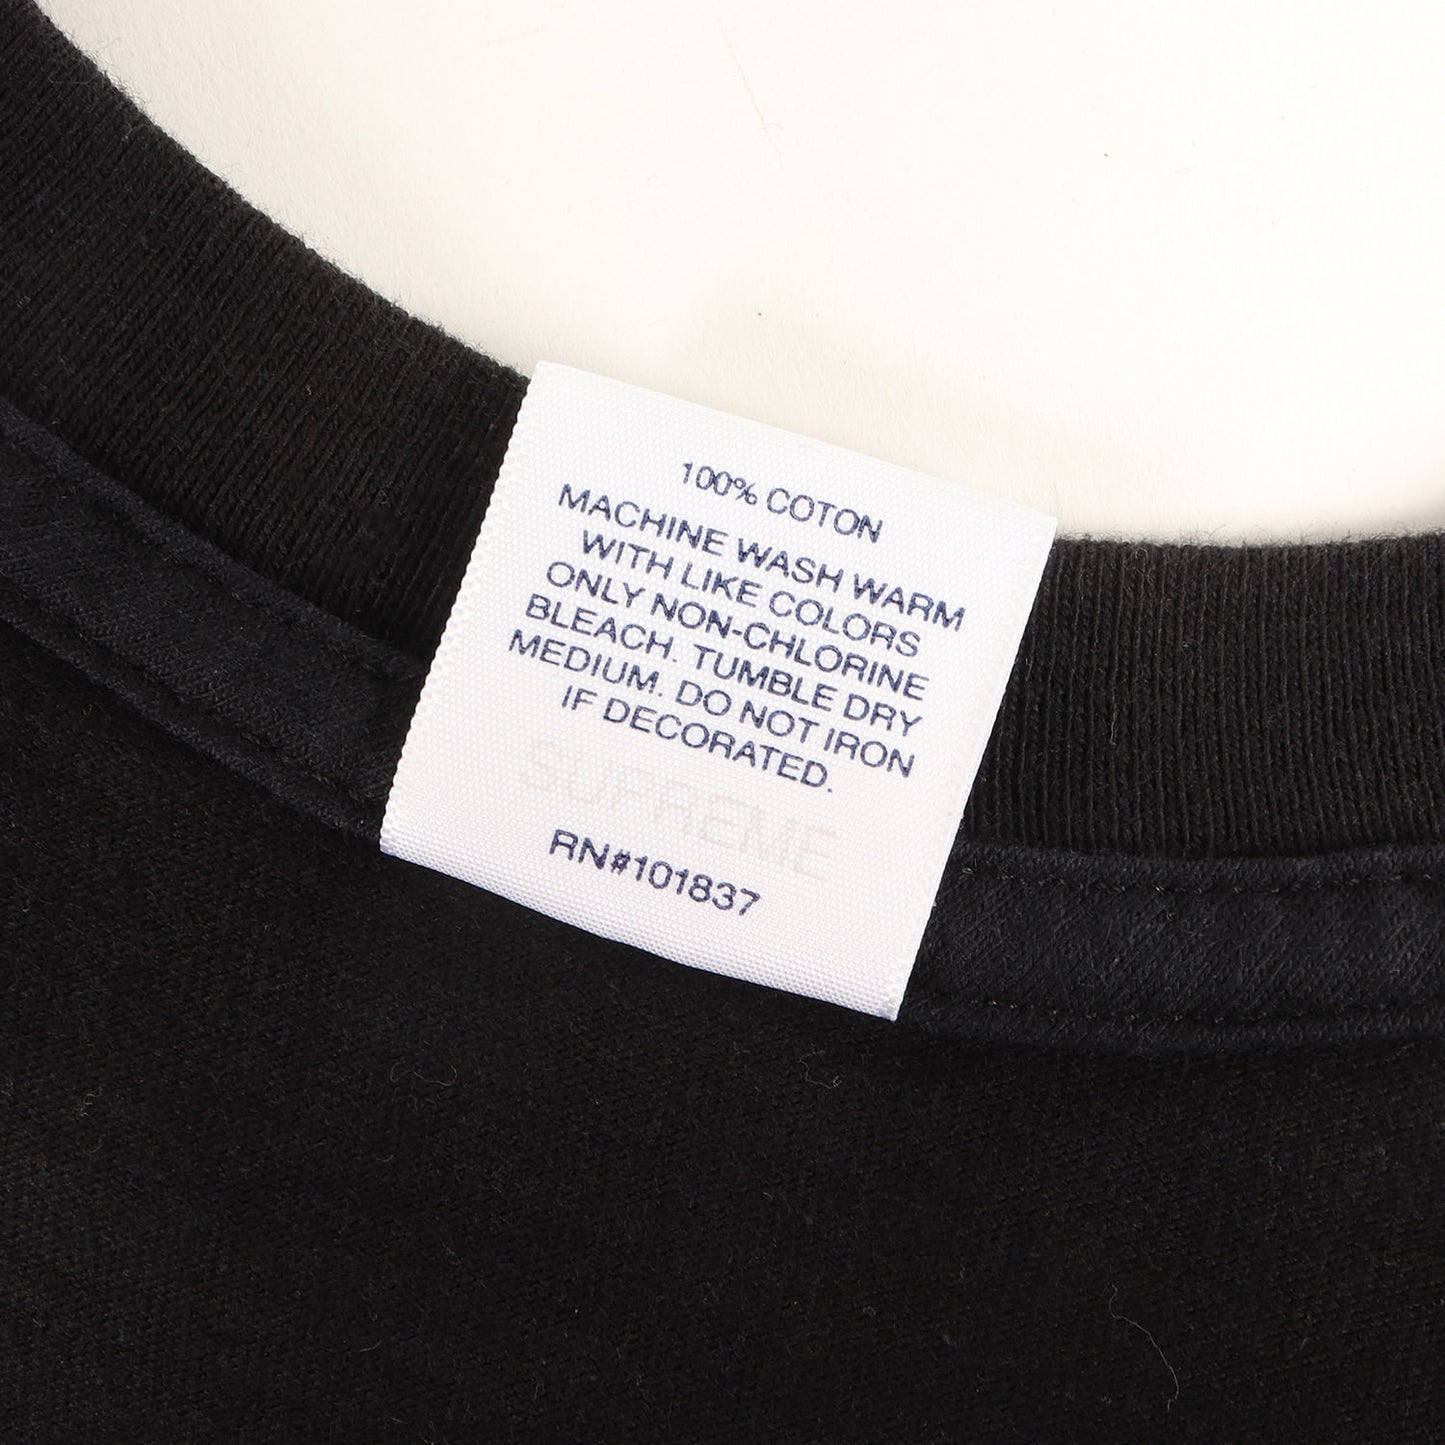 100% COTON
MACHINE WASH WARM
WITH LIKE COLORS
ONLY NON-CHLORINE
BLEACH. TUMBLE DRY
MEDIUM. DO NOT IRON
IF DECORATED.
SUPREME
RN#101837